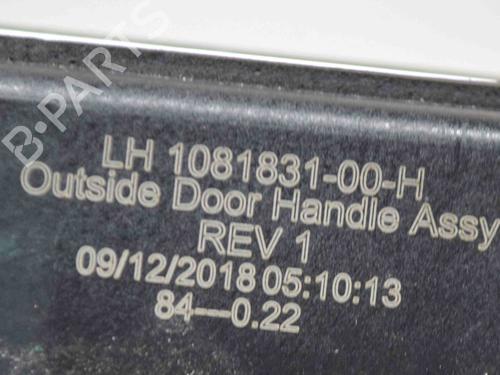 B-PARTS
LH 1081831-00-H
Outside Door Handle Assy
REV 1
09/12/2018 05:10:13
84---0.22